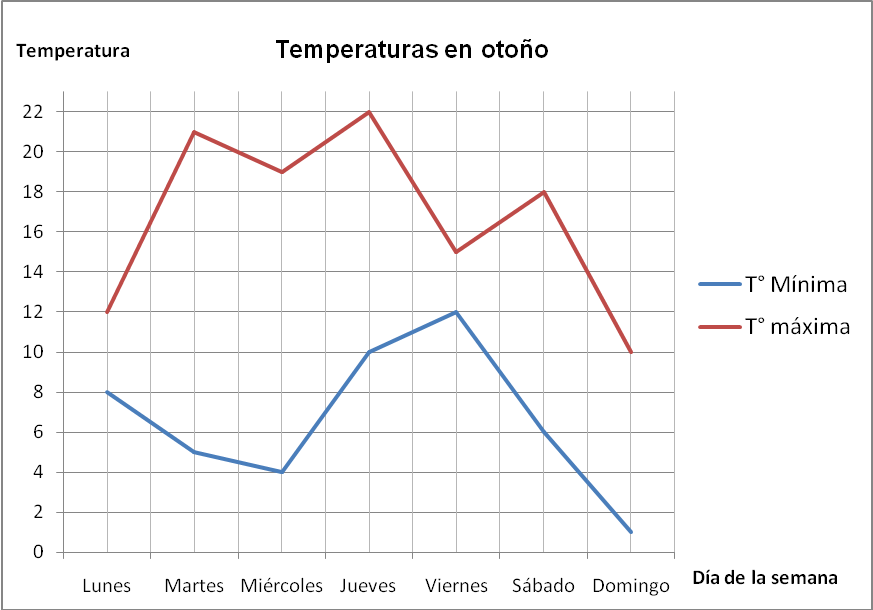 Temperaturas en otoño
Temperatura
22
20
18
16
14
12
10
8
6
4
2
0
Lunes Martes Miércoles Jueves Viernes Sábado Domingo
Día de la semana
T° Mínima
T° máxima